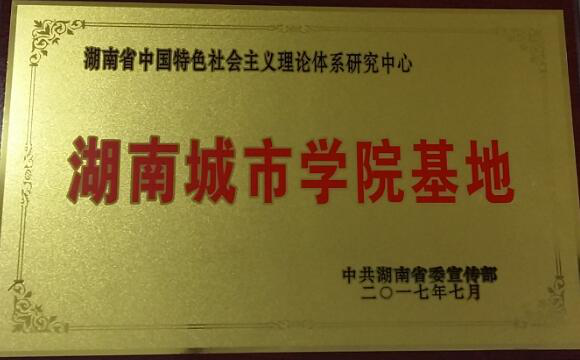 湖南省中国特色社会主义理论体系研究中心
湖南城市学院基地
中共湖南省委宣传部
二〇一七年七月